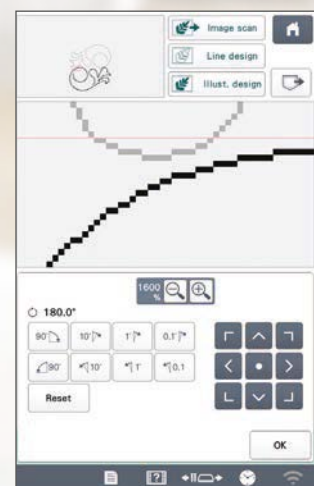 Image scan
Line design
Illust. design
1600 %
180.0°
90° 10° 1° 0.1°
90° 10° 1° 0.1
Reset
OK